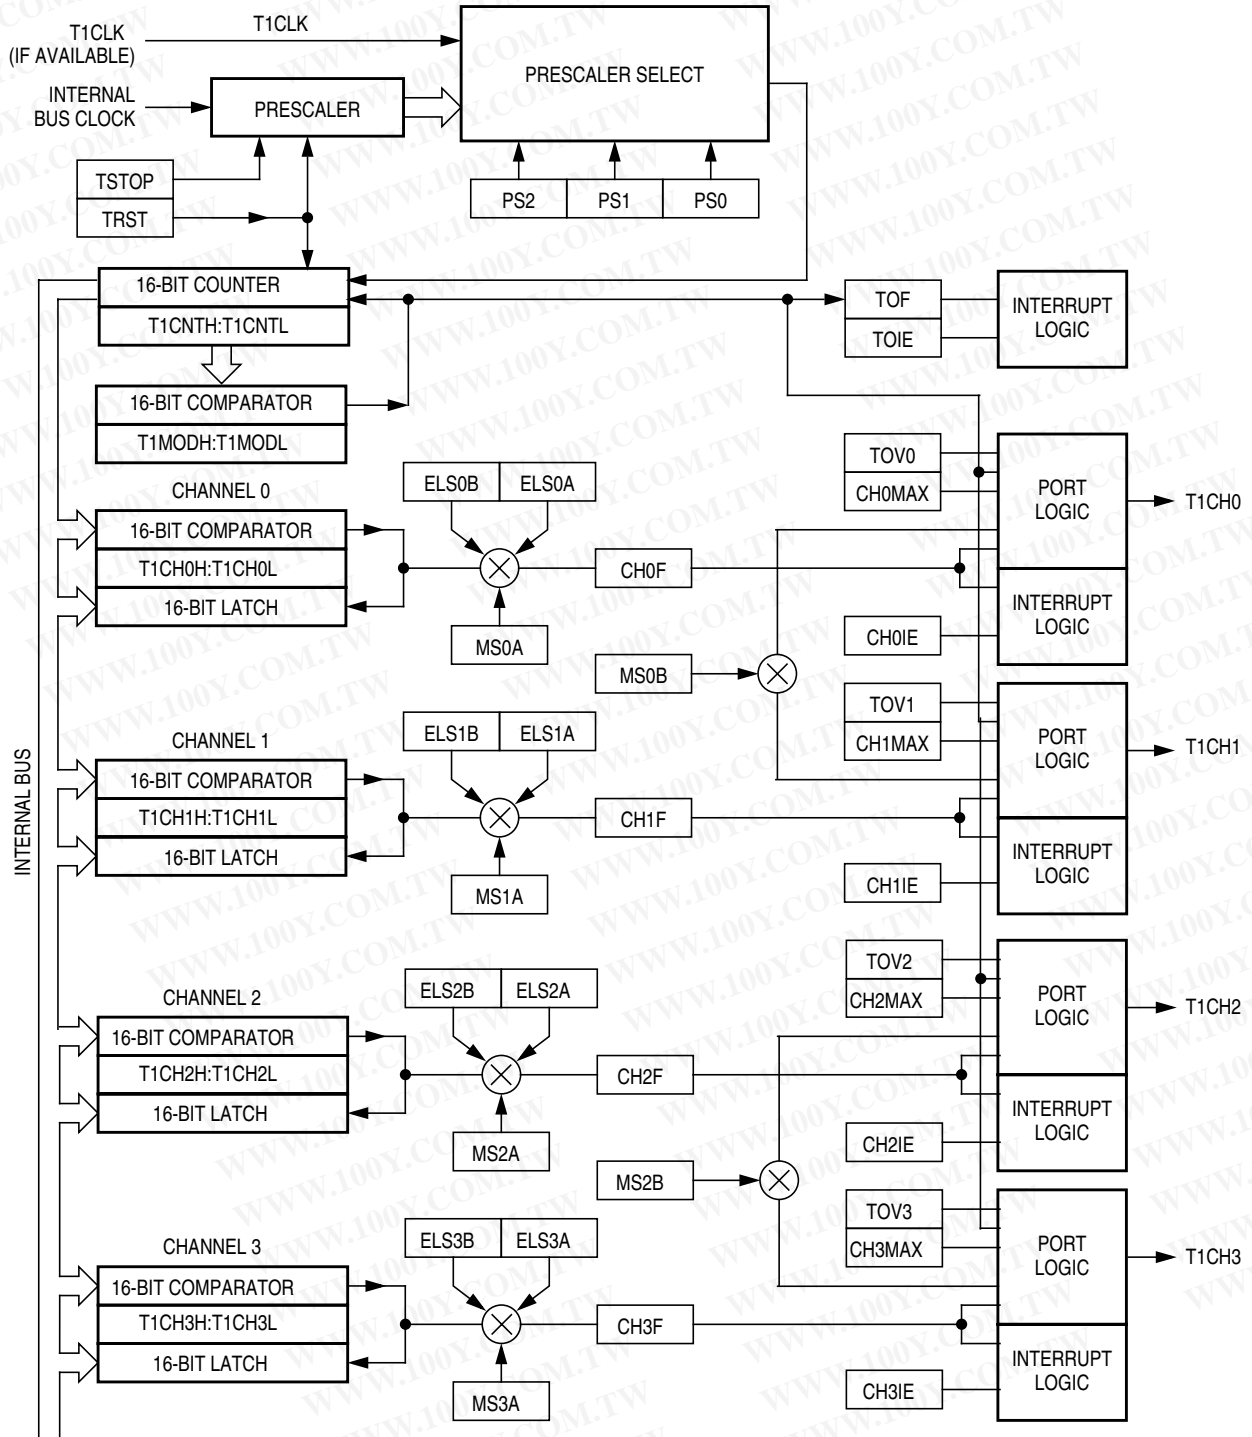 T1CLK
(IF AVAILABLE)
T1CLK
PRESCALER SELECT
INTERNAL
BUS CLOCK
PRESCALER
TSTOP
TRST
PS2
PS1
PS0
16-BIT COUNTER
T1CNTH:T1CNTL
TOF
TOIE
INTERRUPT
LOGIC
16-BIT COMPARATOR
T1MODH:T1MODL
CHANNEL 0
16-BIT COMPARATOR
T1CH0H:T1CH0L
16-BIT LATCH
ELS0B
ELS0A
MS0A
CH0F
TOV0
CH0MAX
PORT
LOGIC
T1CH0
INTERRUPT
LOGIC
CH0IE
MS0B
CHANNEL 1
16-BIT COMPARATOR
T1CH1H:T1CH1L
16-BIT LATCH
ELS1B
ELS1A
MS1A
CH1F
TOV1
CH1MAX
PORT
LOGIC
T1CH1
INTERRUPT
LOGIC
CH1IE
INTERNAL BUS
CHANNEL 2
16-BIT COMPARATOR
T1CH2H:T1CH2L
16-BIT LATCH
ELS2B
ELS2A
MS2A
CH2F
TOV2
CH2MAX
PORT
LOGIC
T1CH2
INTERRUPT
LOGIC
CH2IE
MS2B
CHANNEL 3
16-BIT COMPARATOR
T1CH3H:T1CH3L
16-BIT LATCH
ELS3B
ELS3A
MS3A
CH3F
TOV3
CH3MAX
PORT
LOGIC
T1CH3
INTERRUPT
LOGIC
CH3IE
WWW.100Y.COM.TW